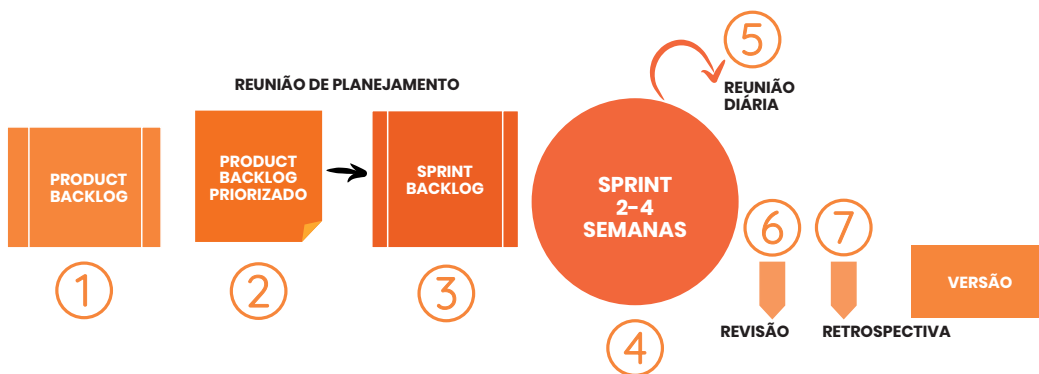 REUNIÃO DE PLANEJAMENTO
PRODUCT
BACKLOG
1
PRODUCT
BACKLOG
PRIORIZADO
2
SPRINT
BACKLOG
3
SPRINT
2-4
SEMANAS
4
5
REUNIÃO
DIÁRIA
6
REVISÃO
7
RETROSPECTIVA
VERSÃO